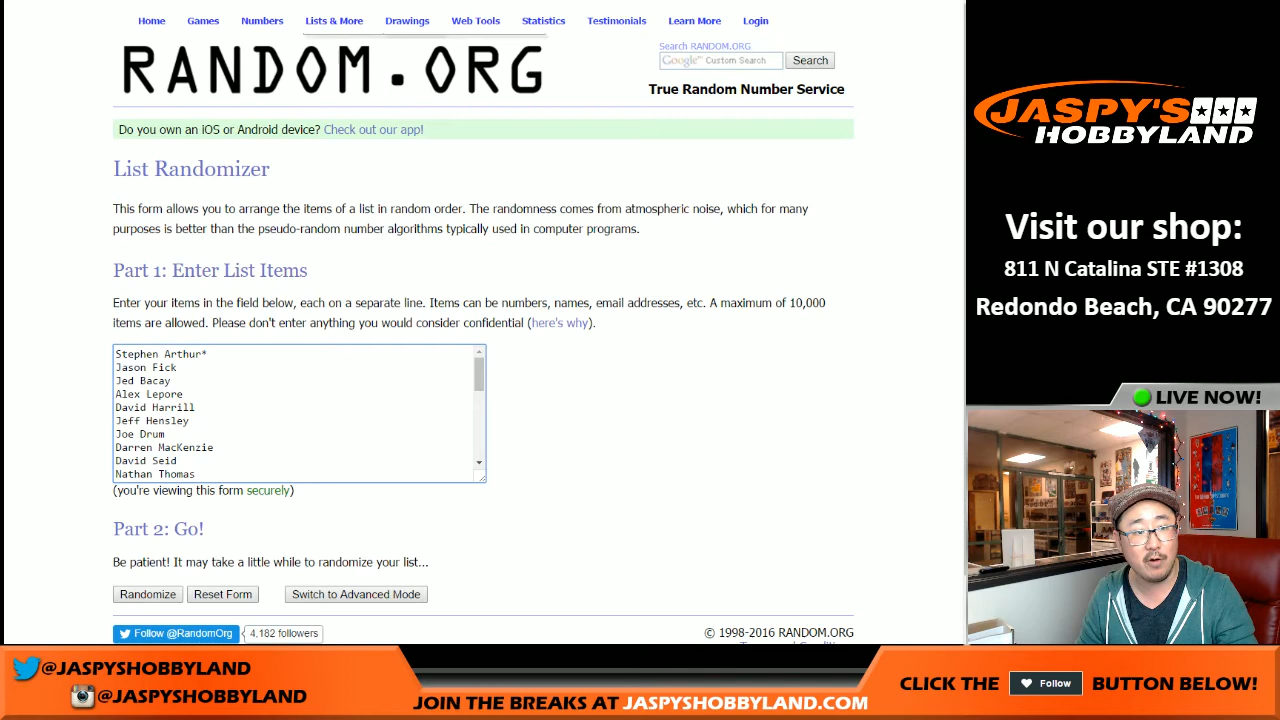 Home Games Numbers Lists & More Drawings Web Tools Statistics Testimonials Learn More Login
RANDOM.ORG
Search RANDOM.ORG
Google™ Custom Search Search
True Random Number Service
Do you own an iOS or Android device? Check out our app!
List Randomizer
This form allows you to arrange the items of a list in random order. The randomness comes from atmospheric noise, which for many
purposes is better than the pseudo-random number algorithms typically used in computer programs.
Part 1: Enter List Items
Enter your items in the field below, each on a separate line. Items can be numbers, names, email addresses, etc. A maximum of 10,000
items are allowed. Please don't enter anything you would consider confidential (here's why).
Stephen Arthur*
Jason Fick
Jed Bacay
Alex Lepore
David Harrill
Jeff Hensley
Joe Drum
Darren MacKenzie
David Seid
Nathan Thomas
(you're viewing this form securely)
Part 2: Go!
Be patient! It may take a little while to randomize your list...
Randomize Reset Form Switch to Advanced Mode
Follow @RandomOrg 4,182 followers
© 1998-2016 RANDOM.ORG
JASPY'S
HOBBYLAND
Visit our shop:
811 N Catalina STE #1308
Redondo Beach, CA 90277
LIVE NOW!
@JASPYSHOBBYLAND
@JASPYSHOBBYLAND
JOIN THE BREAKS AT JASPYSHOBBYLAND.COM
CLICK THE Follow BUTTON BELOW!